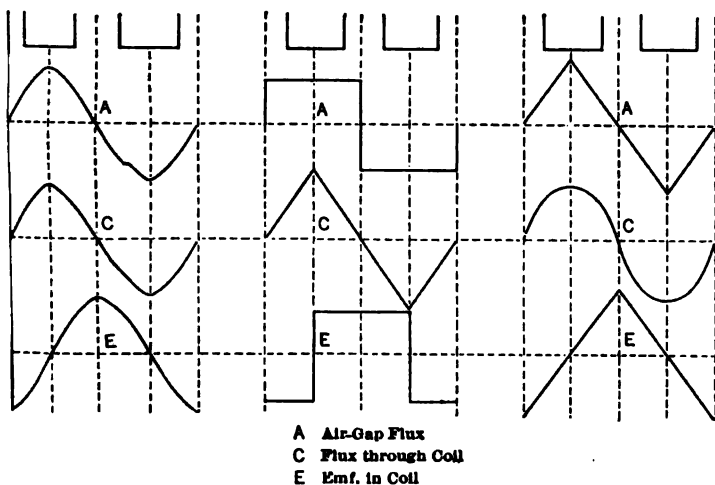 A A A
C C C
E E E
A Air-Gap Flux
C Flux through Coil
E Emf. in Coil